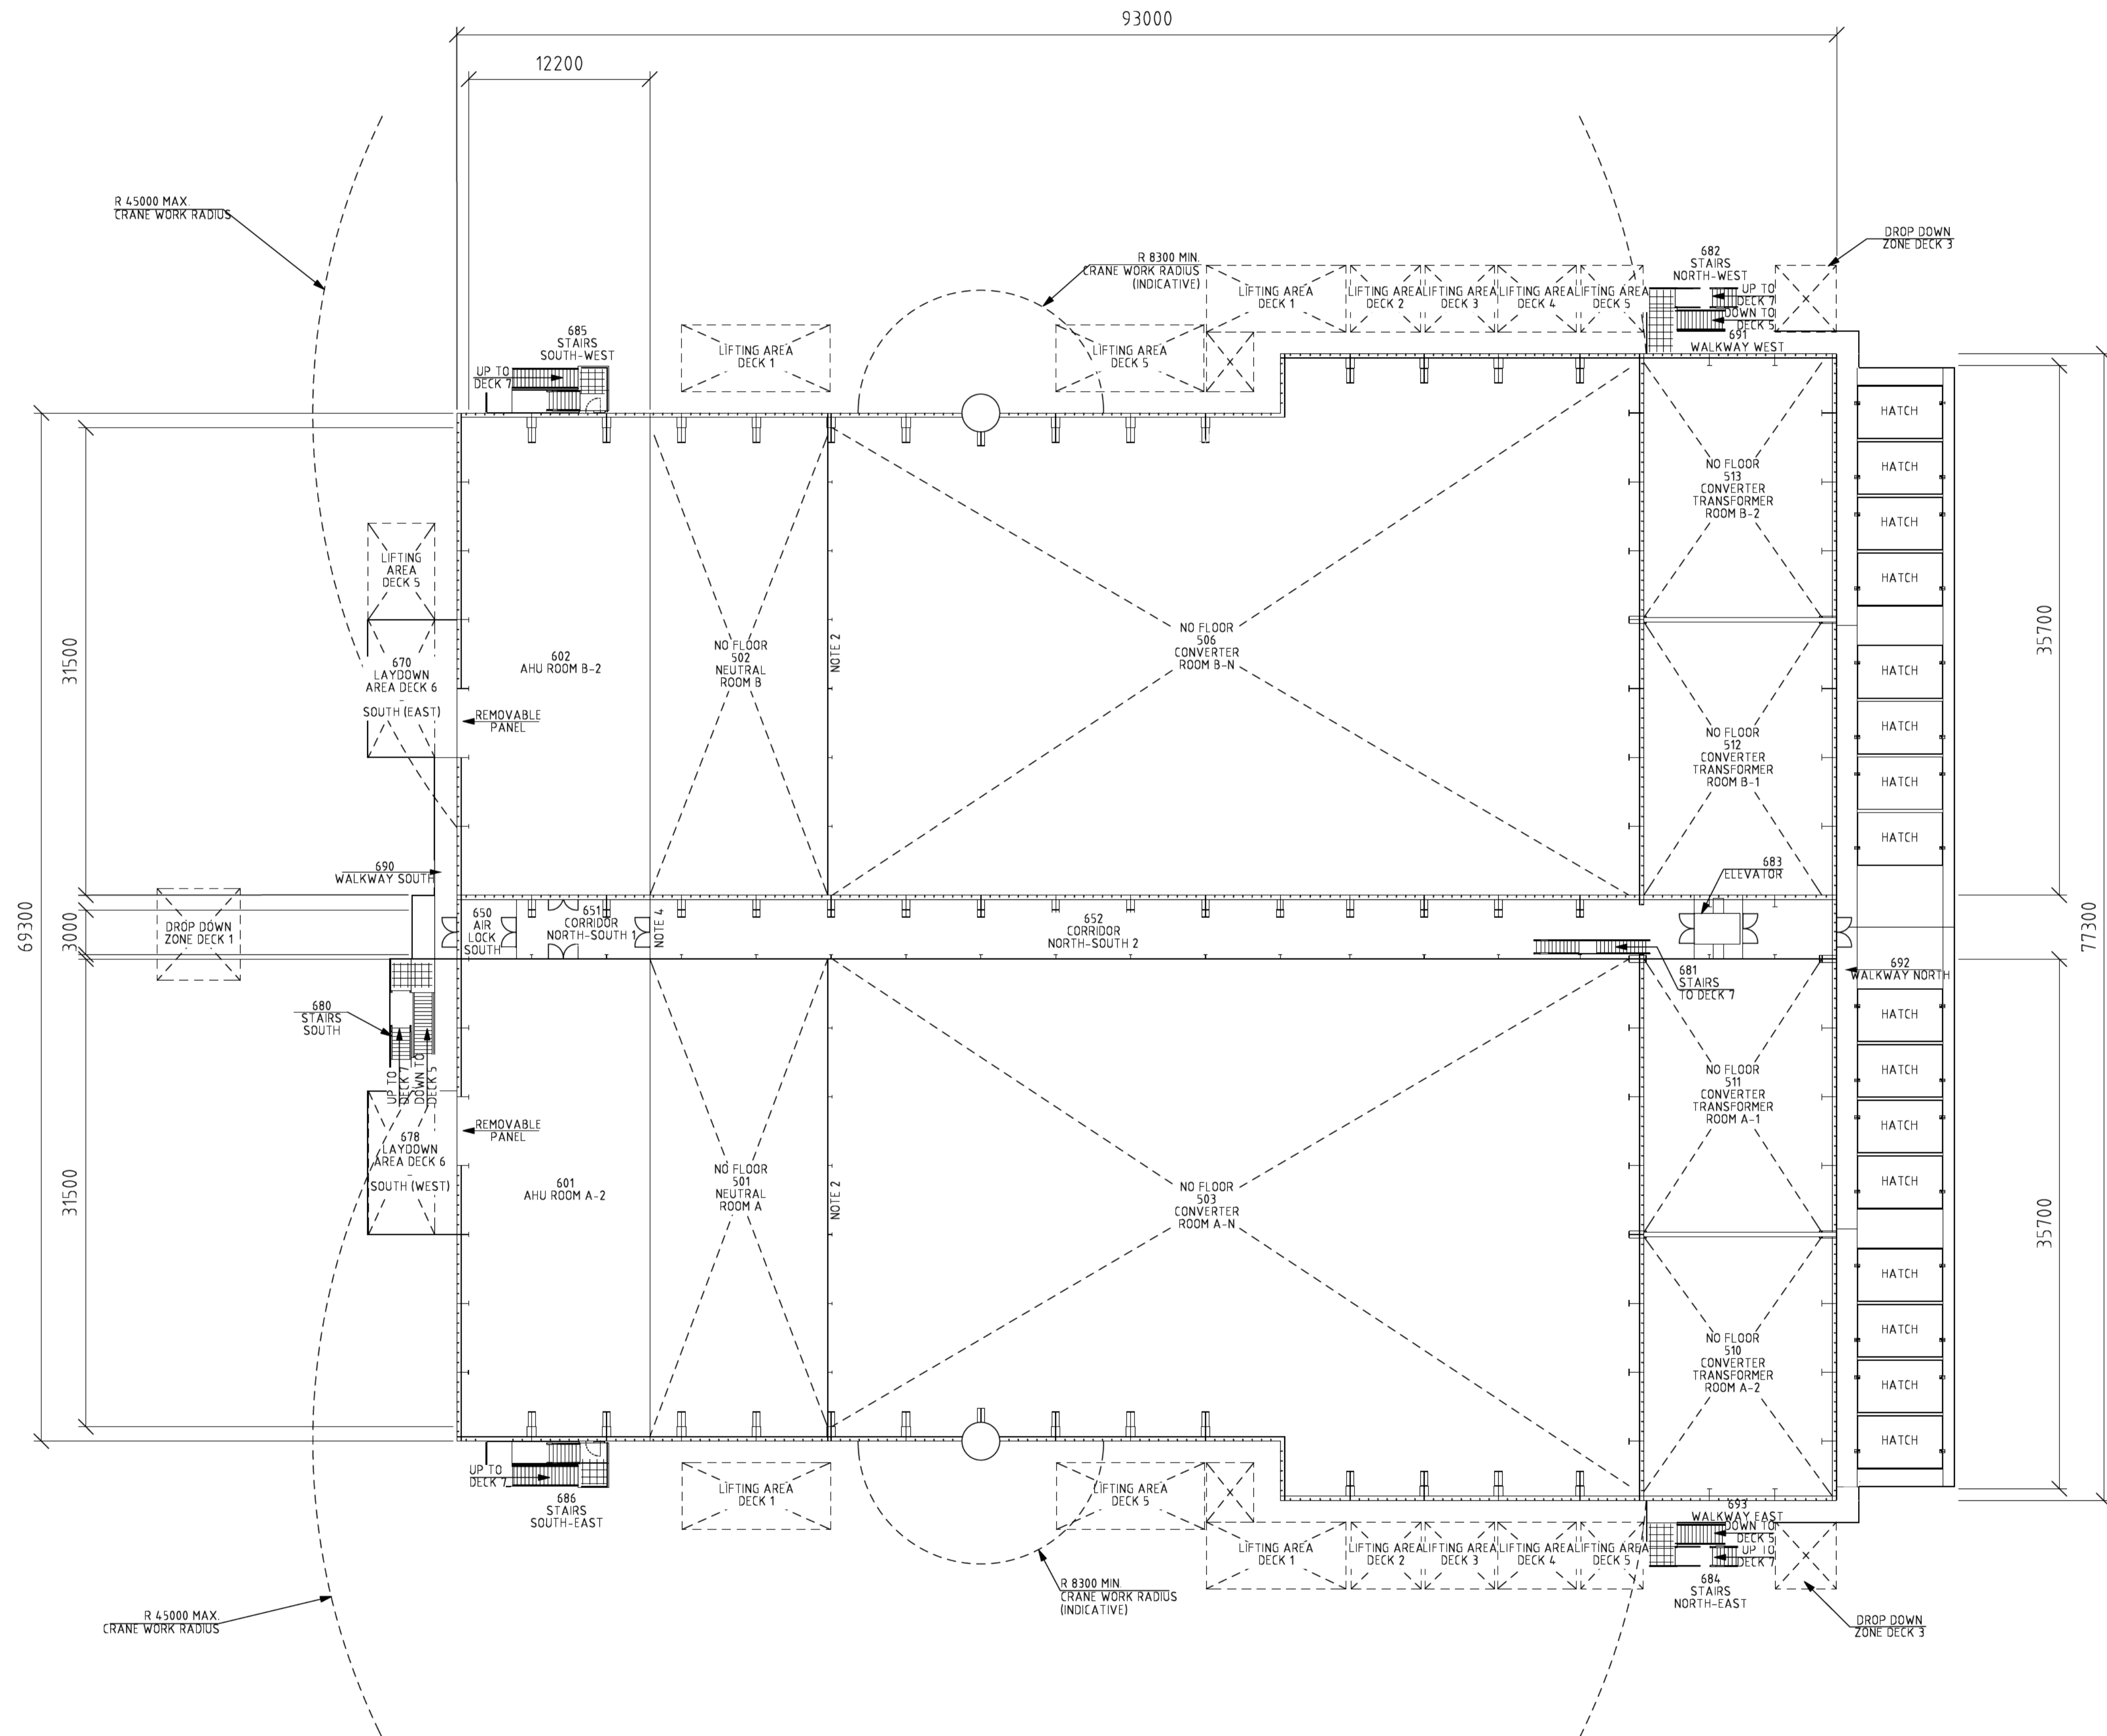 93000
12200
R 45000 MAX.
CRANE WORK RADIUS
R 8300 MIN.
CRANE WORK RADIUS
(INDICATIVE)
DROP DOWN
ZONE DECK 3
682
STAIRS
NORTH-WEST
UP TO
DECK 7
DOWN TO
DECK 5
691
WALKWAY WEST
LIFTING AREA
DECK 1
LIFTING AREA
DECK 2
LIFTING AREA
DECK 3
LIFTING AREA
DECK 4
LIFTING AREA
DECK 5
685
STAIRS
SOUTH-WEST
UP TO
DECK 7
LIFTING AREA
DECK 1
LIFTING AREA
DECK 5
HATCH
HATCH
HATCH
HATCH
HATCH
HATCH
HATCH
HATCH
NO FLOOR
513
CONVERTER
TRANSFORMER
ROOM B-2
LIFTING
AREA
DECK 5
670
LAYDOWN
AREA DECK 6
-
SOUTH (EAST)
REMOVABLE
PANEL
602
AHU ROOM B-2
NO FLOOR
502
NEUTRAL
ROOM B
NOTE 2
NO FLOOR
506
CONVERTER
ROOM B-N
NO FLOOR
512
CONVERTER
TRANSFORMER
ROOM B-1
31500
35700
69300
3000
77300
690
WALKWAY SOUTH
DROP DOWN
ZONE DECK 1
650
AIR
LOCK
SOUTH
651
CORRIDOR
NORTH-SOUTH 1
NOTE 4
652
CORRIDOR
NORTH-SOUTH 2
683
ELEVATOR
681
STAIRS
TO DECK 7
692
WALKWAY NORTH
680
STAIRS
SOUTH
UP TO
DECK 7
DOWN TO
DECK 5
678
LAYDOWN
AREA DECK 6
-
SOUTH (WEST)
REMOVABLE
PANEL
601
AHU ROOM A-2
NO FLOOR
501
NEUTRAL
ROOM A
NOTE 2
NO FLOOR
503
CONVERTER
ROOM A-N
NO FLOOR
511
CONVERTER
TRANSFORMER
ROOM A-1
31500
35700
HATCH
HATCH
HATCH
HATCH
HATCH
HATCH
HATCH
HATCH
NO FLOOR
510
CONVERTER
TRANSFORMER
ROOM A-2
UP TO
DECK 7
686
STAIRS
SOUTH-EAST
LIFTING AREA
DECK 1
LIFTING AREA
DECK 5
693
WALKWAY EAST
DOWN TO
DECK 5
UP TO
DECK 7
684
STAIRS
NORTH-EAST
LIFTING AREA
DECK 1
LIFTING AREA
DECK 2
LIFTING AREA
DECK 3
LIFTING AREA
DECK 4
LIFTING AREA
DECK 5
R 8300 MIN.
CRANE WORK RADIUS
(INDICATIVE)
R 45000 MAX.
CRANE WORK RADIUS
DROP DOWN
ZONE DECK 3